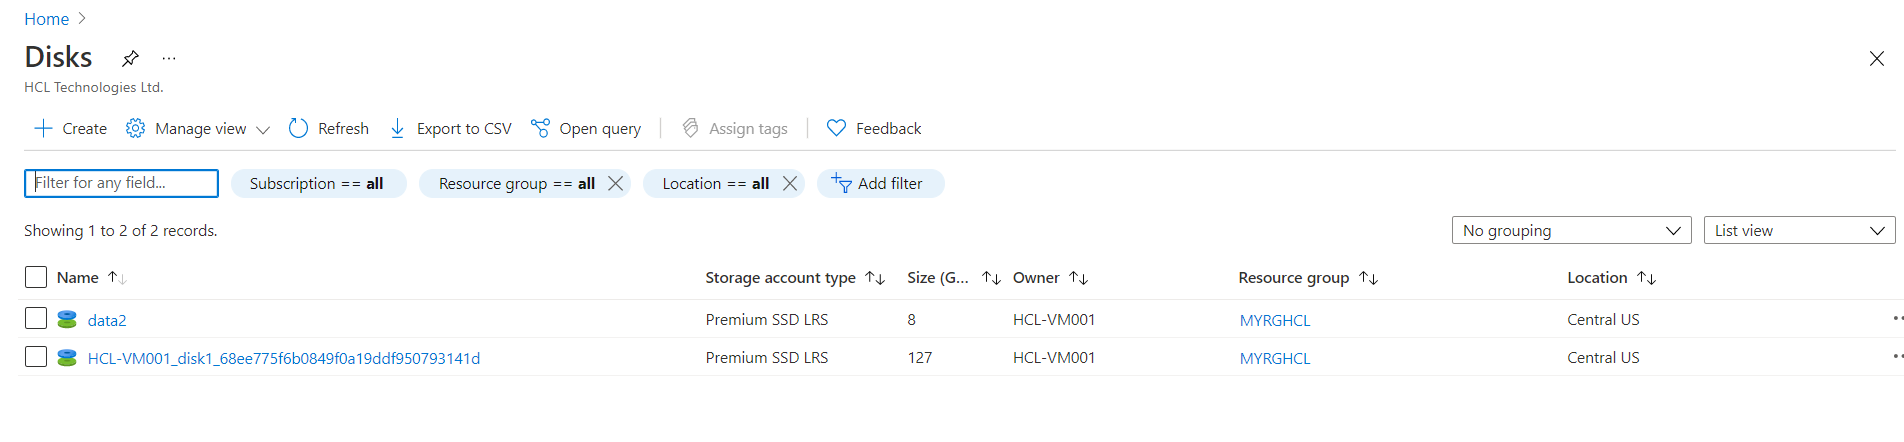 Home
Disks
HCL Technologies Ltd.
Create Manage view Refresh Export to CSV Open query Assign tags Feedback
Filter for any field... Subscription == all Resource group == all Location == all Add filter
Showing 1 to 2 of 2 records. No grouping List view
Name Storage account type Size (G... Owner Resource group Location
data2 Premium SSD LRS 8 HCL-VM001 MYRGHCL Central US
HCL-VM001_disk1_68ee775f6b0849f0a19ddf950793141d Premium SSD LRS 127 HCL-VM001 MYRGHCL Central US